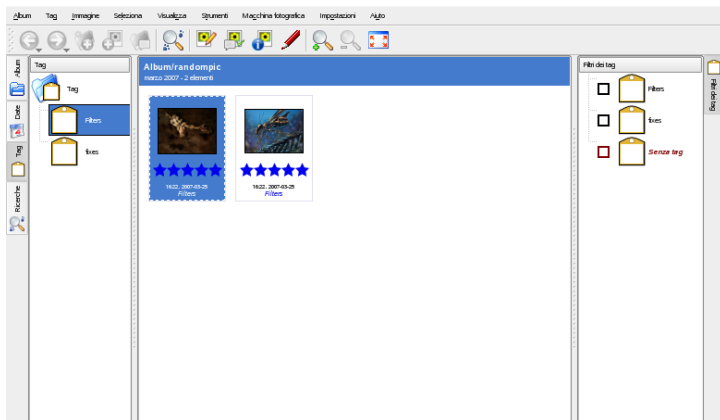 Album Tag Immagine Seleziona Visualizza Strumenti Macchina fotografica Impostazioni Aiuto
Album
Date
Tag
Ricerche
Tag
Tag
Filters
fixes
Album/randompic
marzo 2007 - 2 elementi
16:22, 2007-03-25
Filters
16:22, 2007-03-25
Filters
Filtri dei tag
Filters
fixes
Senza tag
Filtri dei tag